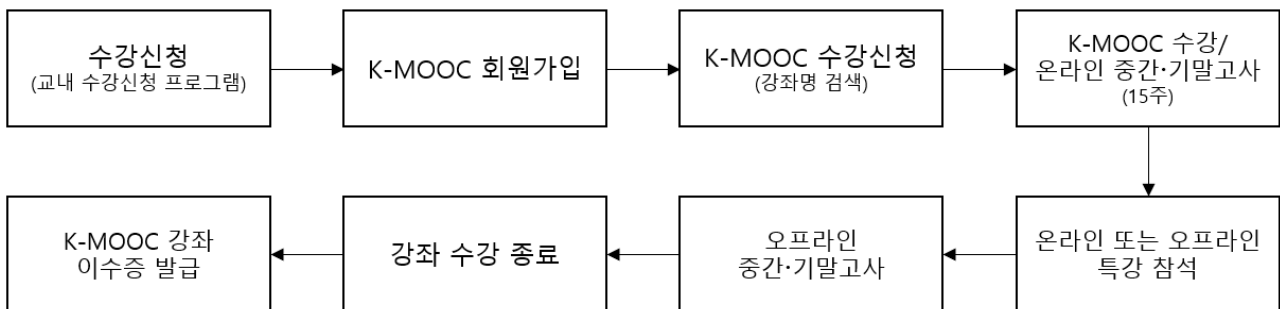 수강신청
(교내 수강신청 프로그램)
K-MOOC 회원가입
K-MOOC 수강신청
(강좌명 검색)
K-MOOC 수강/
온라인 중간·기말고사
(15주)
온라인 또는 오프라인
특강 참석
오프라인
중간·기말고사
강좌 수강 종료
K-MOOC 강좌
이수증 발급